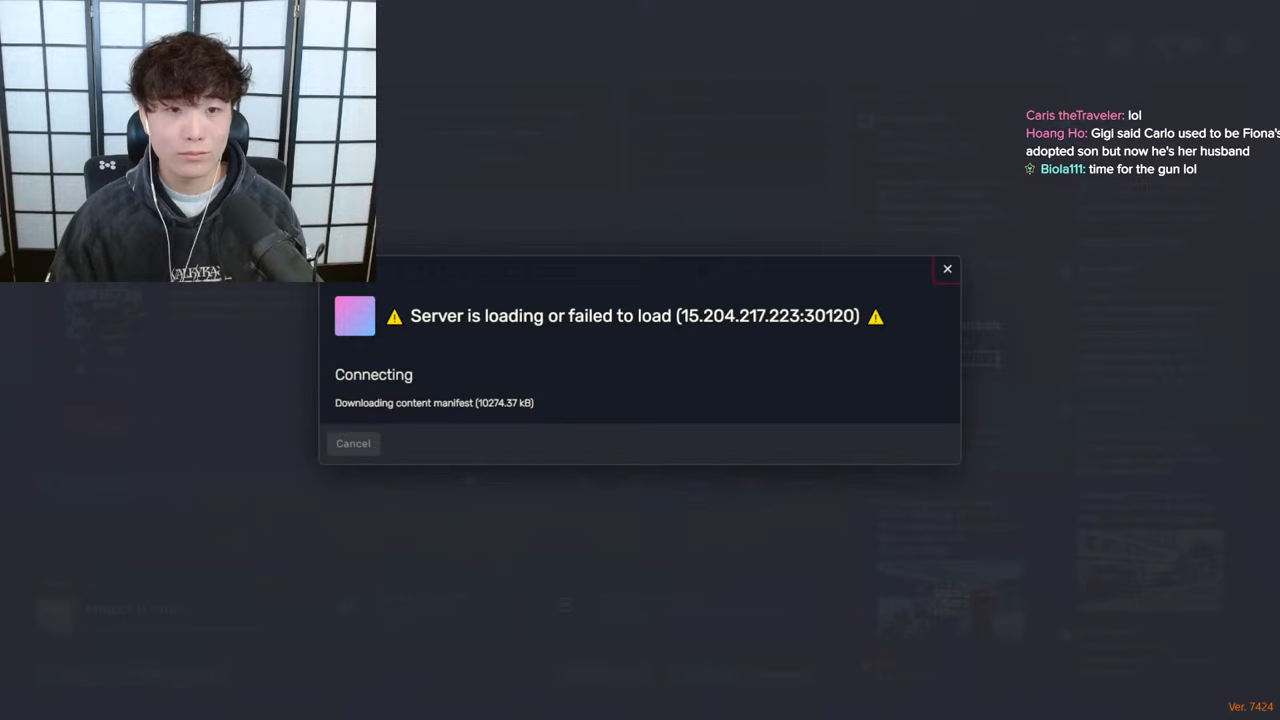 Caris theTraveler: lol
Hoang Ho: Gigi said Carlo used to be Fiona's
adopted son but now he's her husband
Biola111: time for the gun lol
⚠ Server is loading or failed to load (15.204.217.223:30120) ⚠
Connecting
Downloading content manifest (10274.37 kB)
Cancel
Ver. 7424